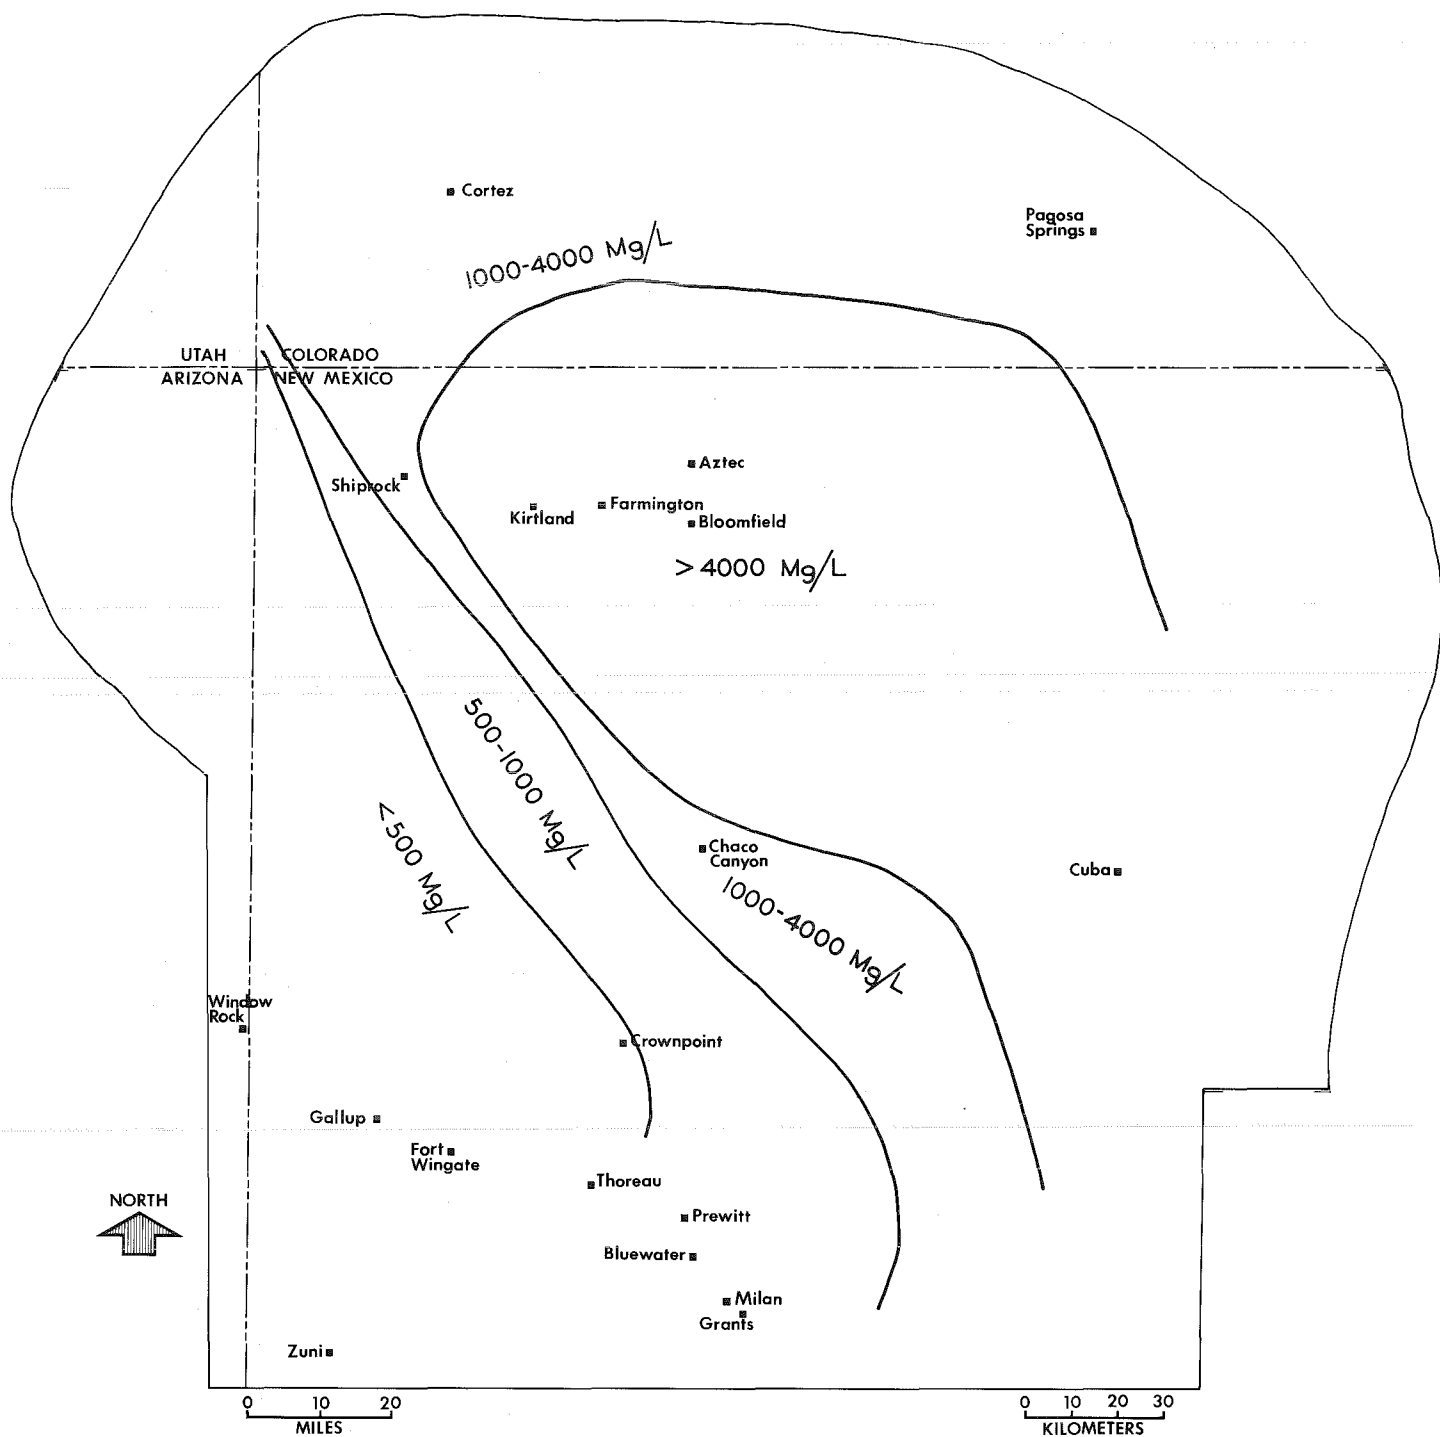 Cortez
Pagosa
Springs
1000-4000 Mg/L
UTAH
COLORADO
ARIZONA
NEW MEXICO
Aztec
Shiprock
Kirtland
Farmington
Bloomfield
>4000 Mg/L
500-1000 Mg/L
<500 Mg/L
Chaco
Canyon
Cuba
1000-4000 Mg/L
Window
Rock
Crownpoint
Gallup
Fort
Wingate
Thoreau
NORTH
Prewitt
Bluewater
Milan
Grants
Zuni
0 10 20
MILES
0 10 20 30
KILOMETERS